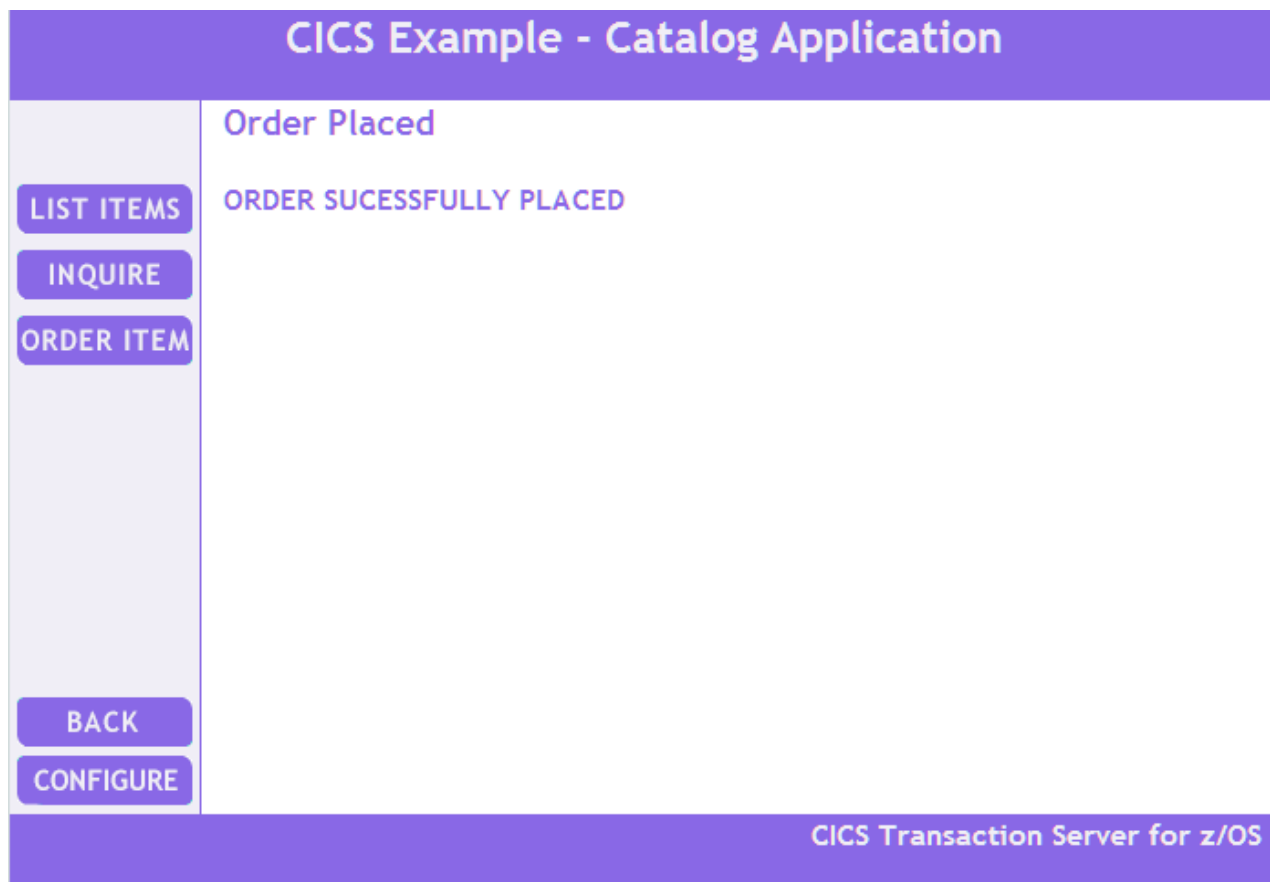 CICS Example - Catalog Application
Order Placed
ORDER SUCESSFULLY PLACED
LIST ITEMS
INQUIRE
ORDER ITEM
BACK
CONFIGURE
CICS Transaction Server for z/OS